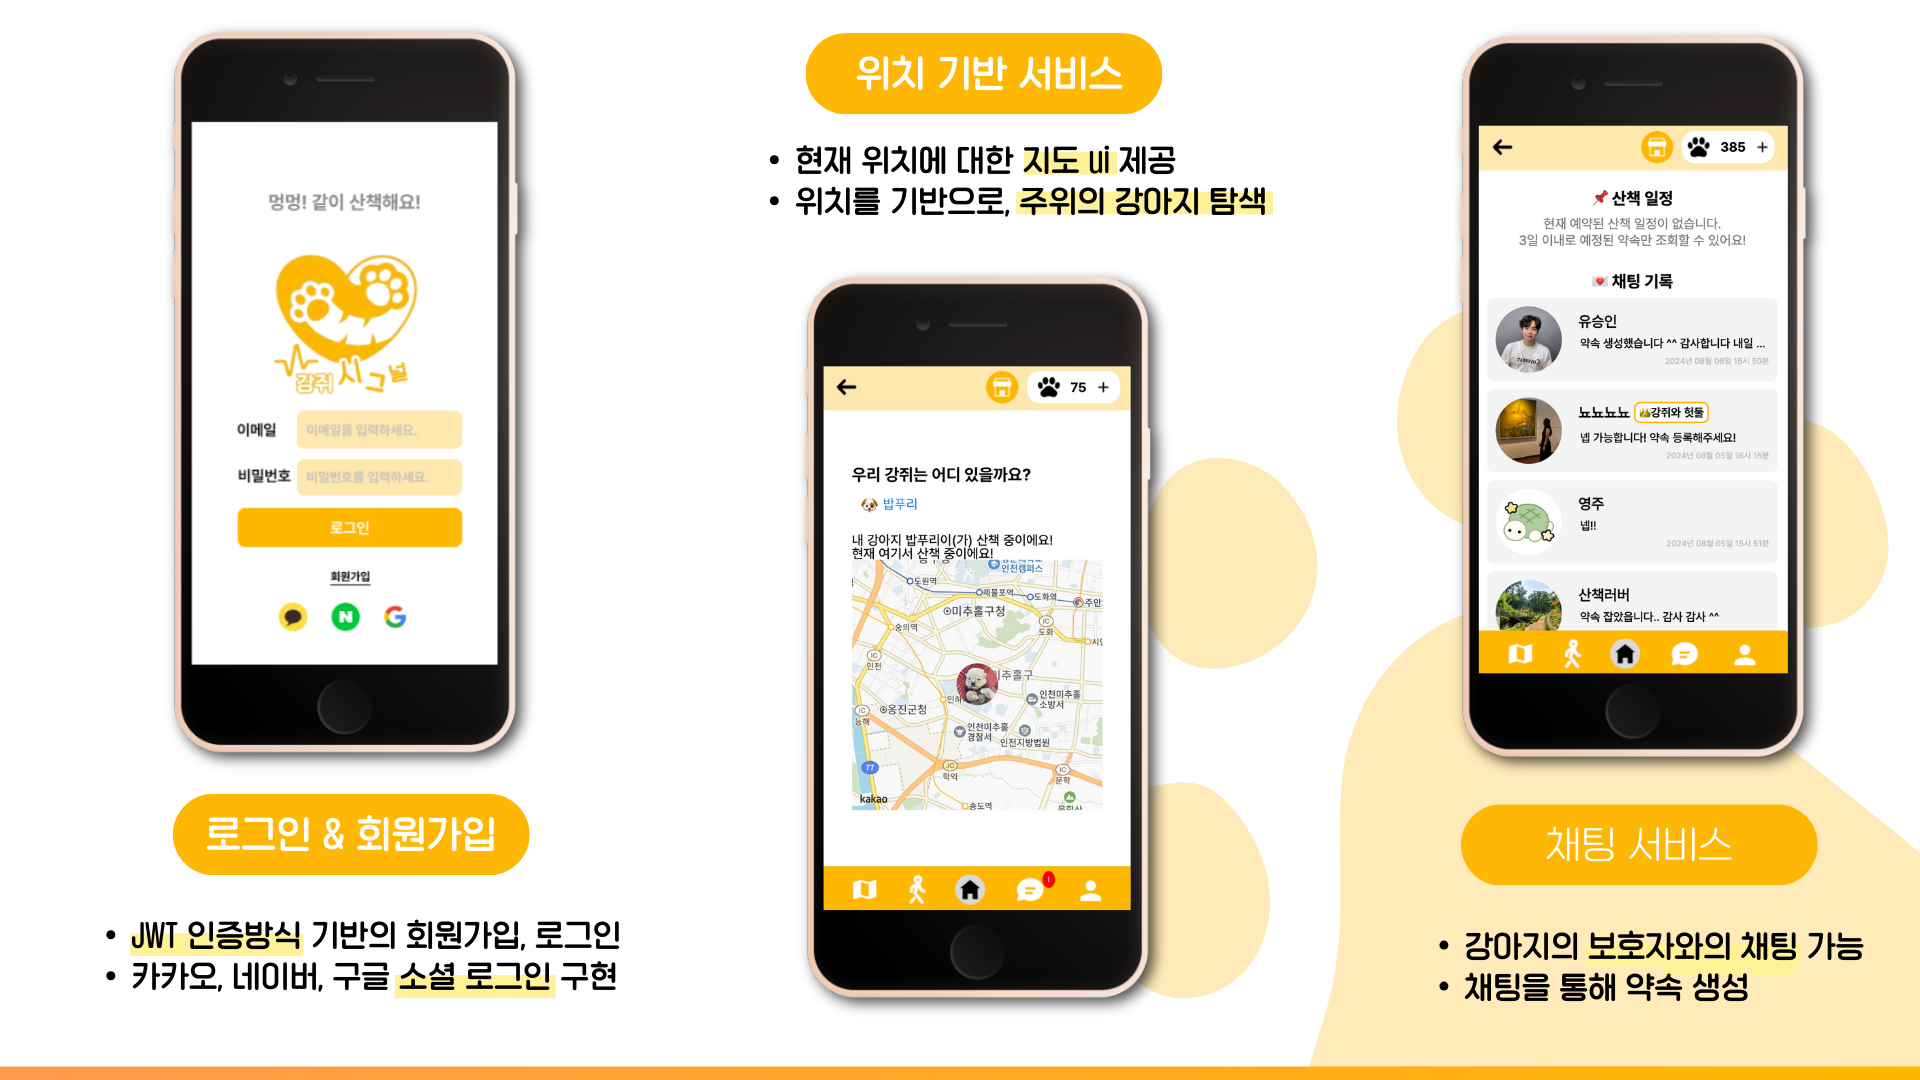 멍멍! 같이 산책해요!
강쥐 시그널
이메일
이메일을 입력하세요.
비밀번호
비밀번호를 입력하세요.
로그인
회원가입
N
G
로그인 & 회원가입
• JWT 인증방식 기반의 회원가입, 로그인
• 카카오, 네이버, 구글 소셜 로그인 구현
위치 기반 서비스
• 현재 위치에 대한 지도 ui 제공
• 위치를 기반으로, 주위의 강아지 탐색
75 +
우리 강쥐는 어디 있을까요?
밥푸리
내 강아지 밥푸리이(가) 산책 중이에요!
현재 여기서 산책 중이에요!
인천캠퍼스
도원역
제물포역
도화역
주안
미추홀구청
IC
도화
숭의역
시민
IC
인천
미추홀구
인하
인천미추홀
소방서
IC
능해
옹진군청
인천미추홀
경찰서
인천지방법원
77
JC
학익
IC
문학
kakao
송도역
문학산
!
385 +
산책 일정
현재 예약된 산책 일정이 없습니다.
3일 이내로 예정된 약속만 조회할 수 있어요!
채팅 기록
유승인
약속 생성했습니다 ^^ 감사합니다 내일 ...
2024년 08월 06일 15시 50분
뇨뇨뇨뇨 강쥐와 헛둘
넵 가능합니다! 약속 등록해주세요!
2024년 08월 05일 16시 16분
영주
넵!!
2024년 08월 05일 15시 51분
산책러버
약속 잡았읍니다.. 감사 감사 ^^
채팅 서비스
• 강아지의 보호자와의 채팅 가능
• 채팅을 통해 약속 생성